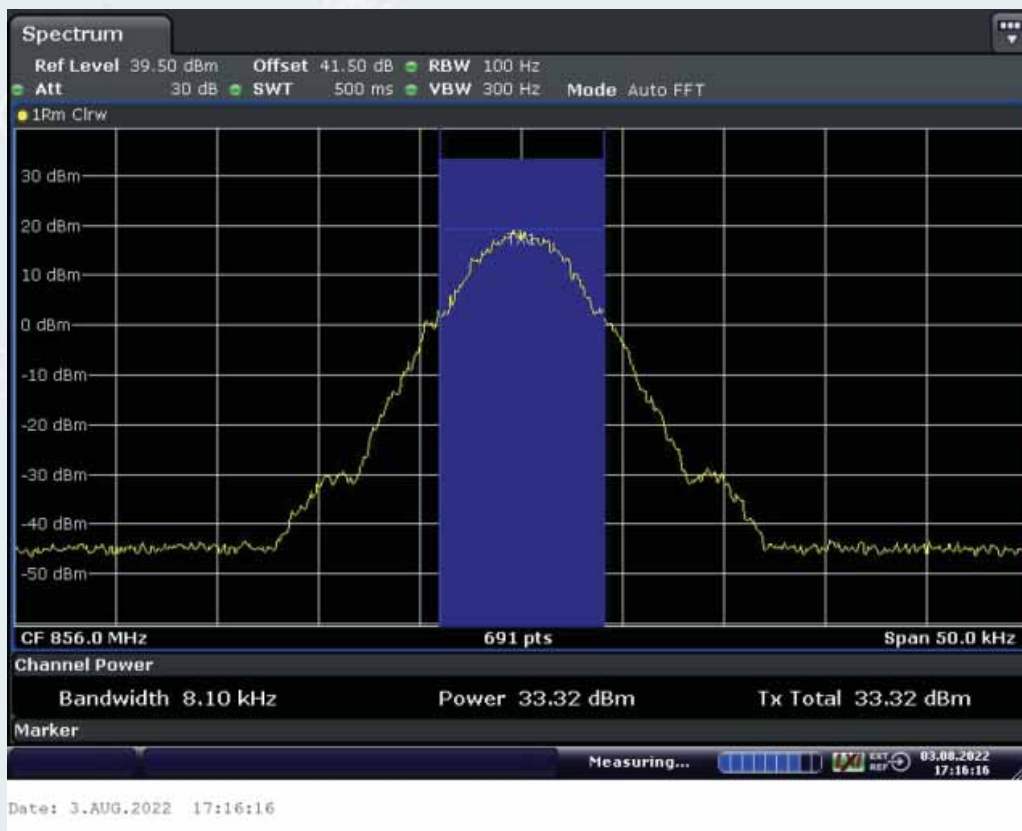 Spectrum
Ref Level 39.50 dBm Offset 41.50 dB RBW 100 Hz
Att 30 dB SWT 500 ms VBW 300 Hz Mode Auto FFT
1Rm Clrw
30 dBm
20 dBm
10 dBm
0 dBm
-10 dBm
-20 dBm
-30 dBm
-40 dBm
-50 dBm
CF 856.0 MHz 691 pts Span 50.0 kHz
Channel Power
Bandwidth 8.10 kHz Power 33.32 dBm Tx Total 33.32 dBm
Marker
Measuring... LXI EXT REF 03.08.2022
17:16:16
Date: 3.AUG.2022 17:16:16